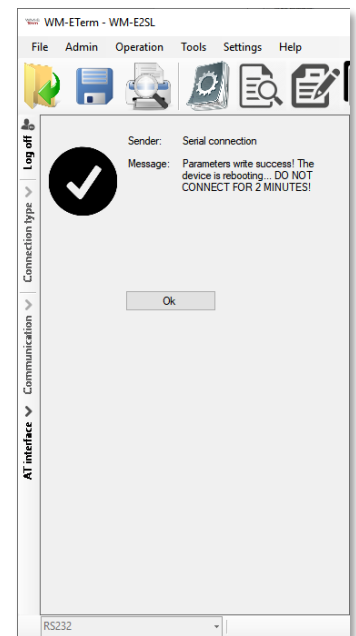 WM-ETerm - WM-E2SL
File Admin Operation Tools Settings Help
Log off
Connection type
Communication
AT interface
Sender: Serial connection
Message: Parameters write success! The
device is rebooting... DO NOT
CONNECT FOR 2 MINUTES!
Ok
RS232